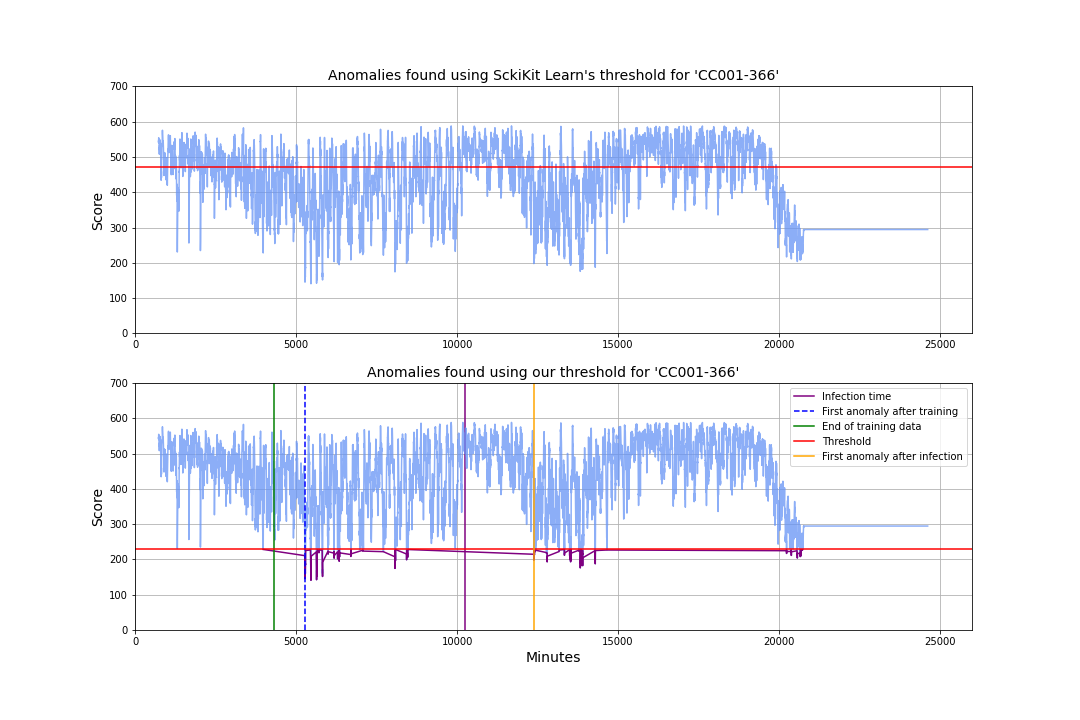 Anomalies found using SckiKit Learn's threshold for 'CC001-366'
700
600
500
400
300
200
100
0
Score
0 5000 10000 15000 20000 25000
Anomalies found using our threshold for 'CC001-366'
700
600
500
400
300
200
100
0
Score
Infection time
First anomaly after training
End of training data
Threshold
First anomaly after infection
0 5000 10000 15000 20000 25000
Minutes